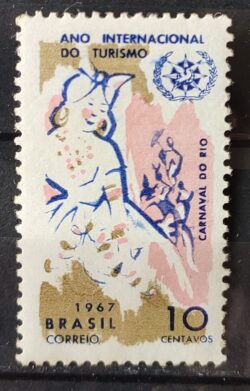 ANO INTERNACIONAL
DO TURISMO
CARNAVAL DO RIO
1967
BRASIL
CORREIO
10
CENTAVOS